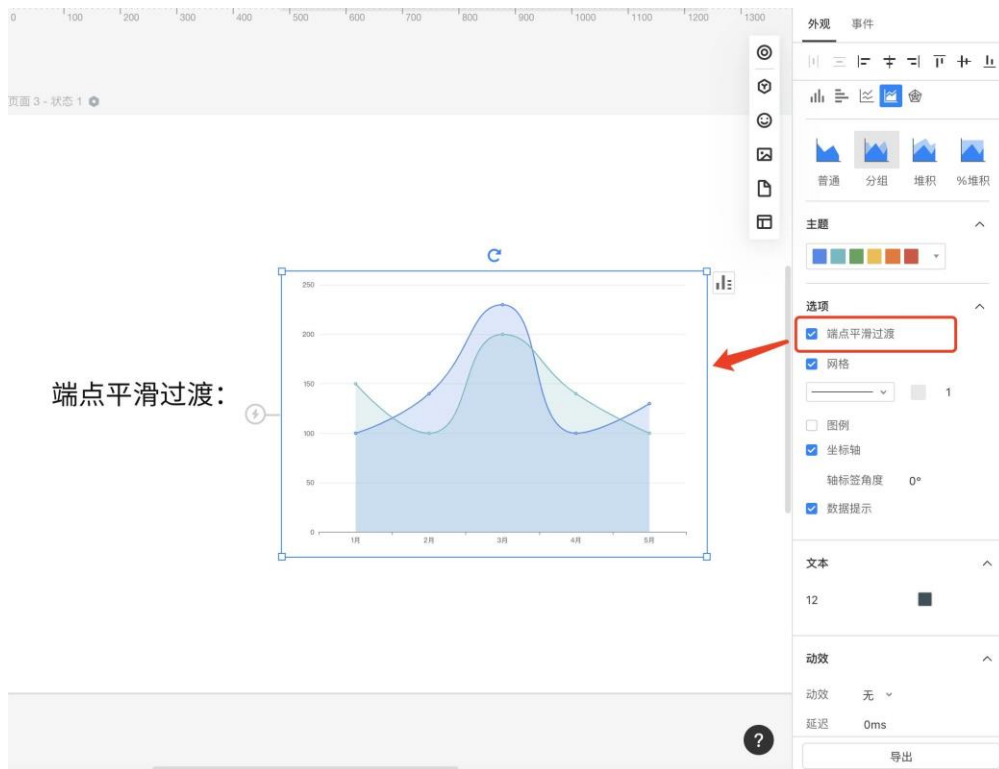 0 100 200 300 400 500 600 700 800 900 1000 1100 1200 1300
外观 事件
页面 3 - 状态 1
普通 分组 堆积 %堆积
主题
选项
端点平滑过渡
网格
1
图例
坐标轴
轴标签角度 0°
数据提示
文本
12
动效
动效 无
延迟 0ms
导出
端点平滑过渡：
250
200
150
100
50
0
1月 2月 3月 4月 5月
?